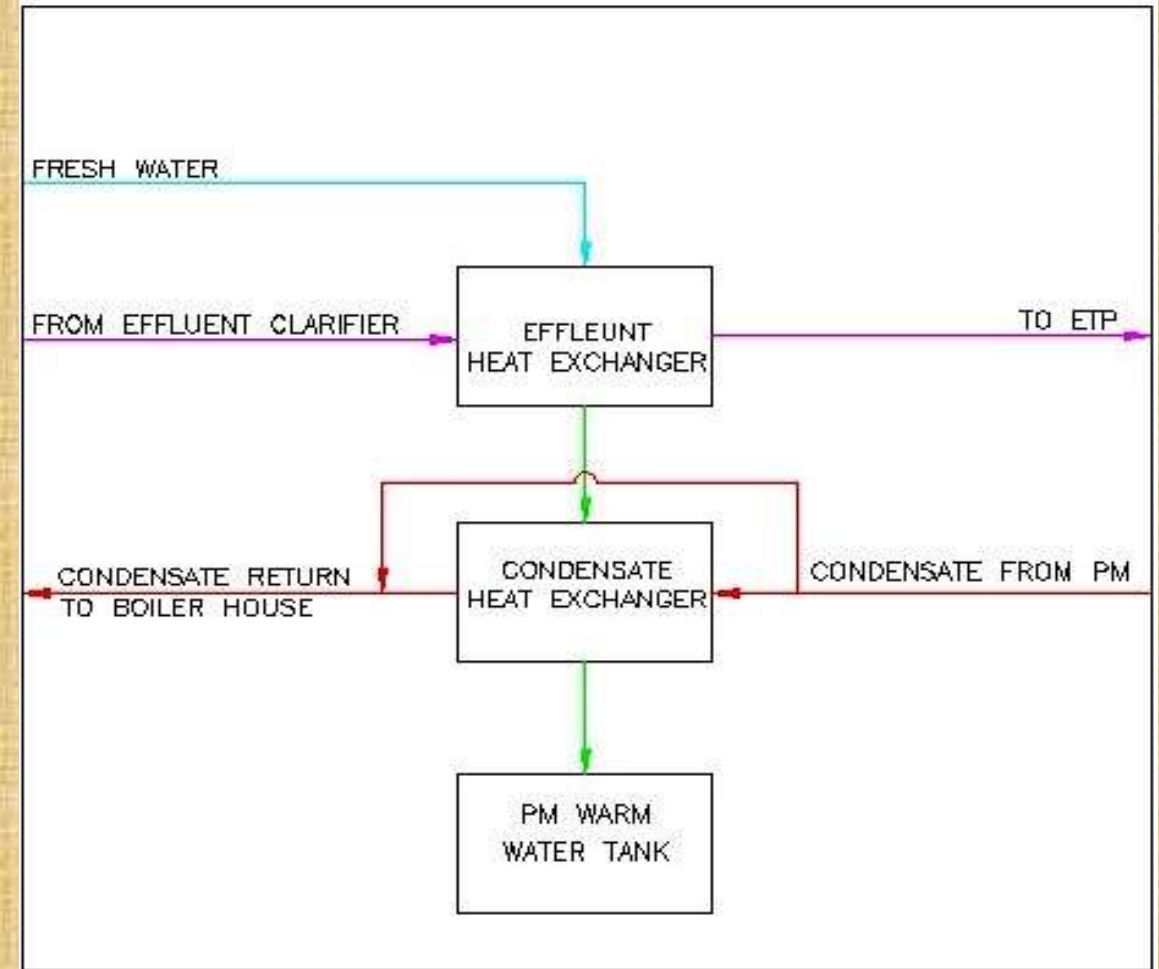 FRESH WATER
FROM EFFLUENT CLARIFIER
EFFLEUNT
HEAT EXCHANGER
TO ETP
CONDENSATE RETURN
TO BOILER HOUSE
CONDENSATE
HEAT EXCHANGER
CONDENSATE FROM PM
PM WARM
WATER TANK